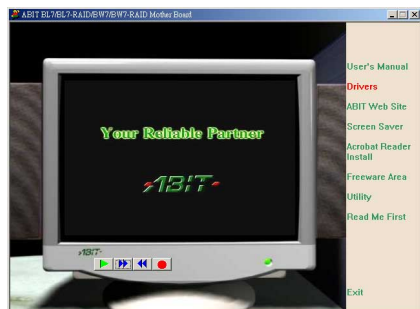 ABIT BL7/BL7-RAID/BW7/BW7-RAID Mother Board
User's Manual
Drivers
ABIT Web Site
Screen Saver
Acrobat Reader
Install
Freeware Area
Utility
Read Me First
Exit
Your Reliable Partner
ABIT
ABIT